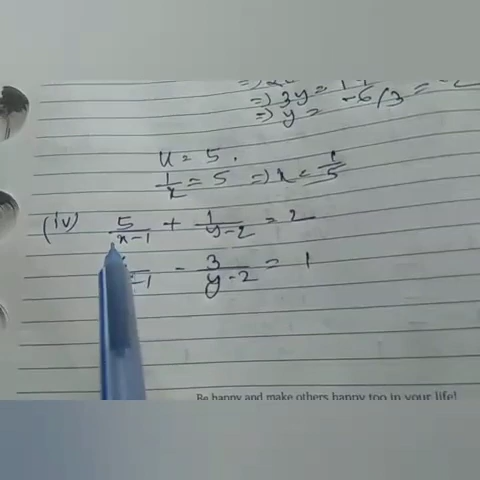 ⇒ 3y =
⇒ y = -6/3 =
u = 5.
1/x = 5 ⇒ x = 1/5
(iv) 5/x-1 + 1/y-2 = 2
-1 - 3/y-2 = 1
Be happy and make others happy too in your life!